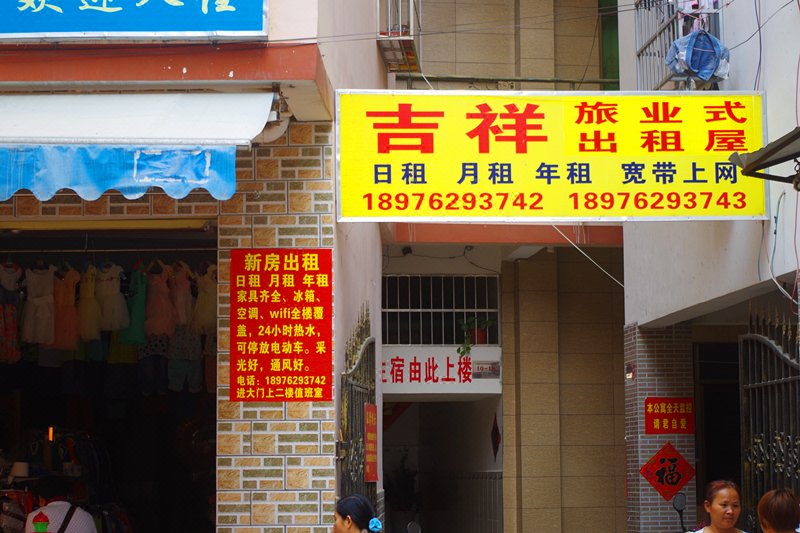 吉祥 旅业式
出租屋
日租 月租 年租 宽带上网
18976293742 18976293743
新房出租
日租 月租 年租
家具齐全、冰箱、
空调、wifi全楼覆
盖，24小时热水，
可停放电动车。采
光好，通风好。
电话：18976293742
进大门上二楼值班室
住宿由此上楼
本公寓全天监控
请君自爱
福